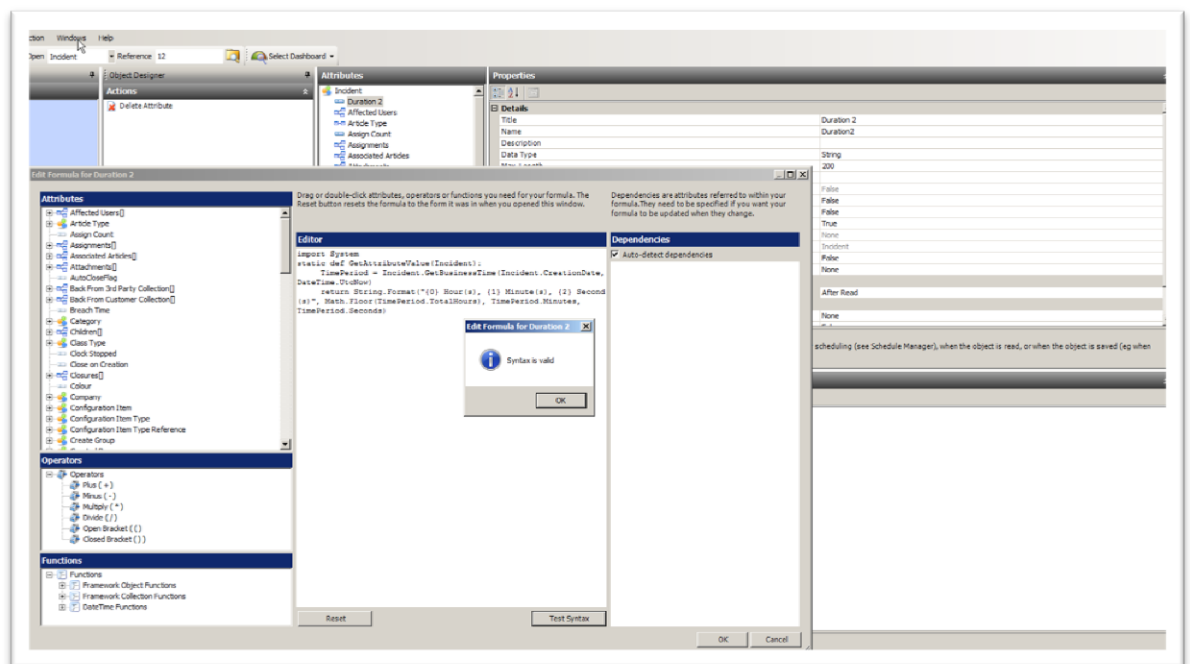 ction Windows Help
Open Incident Reference 12 Select Dashboard
Object Designer
Actions
Delete Attribute
Attributes
Incident
Duration 2
Affected Users
Article Type
Assign Count
Assignments
Associated Articles
Attachments
Properties
Details
Title Duration 2
Name Duration2
Description
Data Type String
Max Length 200
False
False
False
True
None
Incident
False
None
After Read
None
scheduling (see Schedule Manager), when the object is read, or when the object is saved (eg when
Edit Formula for Duration 2
Attributes
Affected Users[]
Article Type
Assign Count
Assignments[]
Associated Articles[]
Attachments[]
AutoCloseFlag
Back From 3rd Party Collection[]
Back From Customer Collection[]
Breach Time
Category
Children[]
Class Type
Clock Stopped
Close on Creation
Closures[]
Colour
Company
Configuration Item
Configuration Item Type
Configuration Item Type Reference
Create Group
Operators
Operators
Plus ( + )
Minus ( - )
Multiply ( * )
Divide ( / )
Open Bracket ( ( )
Closed Bracket ( ) )
Functions
Functions
Framework Object Functions
Framework Collection Functions
DateTime Functions
Drag or double-click attributes, operators or functions you need for your formula. The
Reset button resets the formula to the form it was in when you opened this window.
Editor
import System
static def GetAttributeValue(Incident):
TimePeriod = Incident.GetBusinessTime(Incident.CreationDate,
DateTime.UtcNow)
return String.Format("{0} Hour(s), {1} Minute(s), {2} Second
(s)", Math.Floor(TimePeriod.TotalHours), TimePeriod.Minutes,
TimePeriod.Seconds)
Edit Formula for Duration 2
Syntax is valid
OK
Reset Test Syntax
Dependencies are attributes referred to within your
formula.They need to be specified if you want your
formula to be updated when they change.
Dependencies
Auto-detect dependencies
OK Cancel